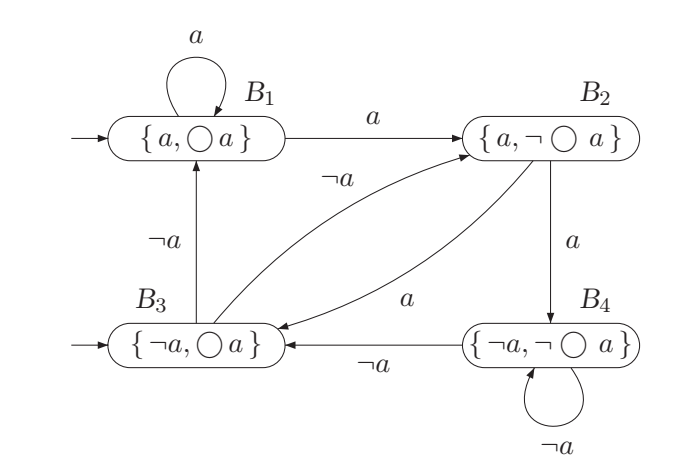 a
B₁
B₂
{ a, ◯ a }
a
{ a, ¬ ◯ a }
¬a
¬a
a
a
B₃
B₄
{ ¬a, ◯ a }
¬a
{ ¬a, ¬ ◯ a }
¬a